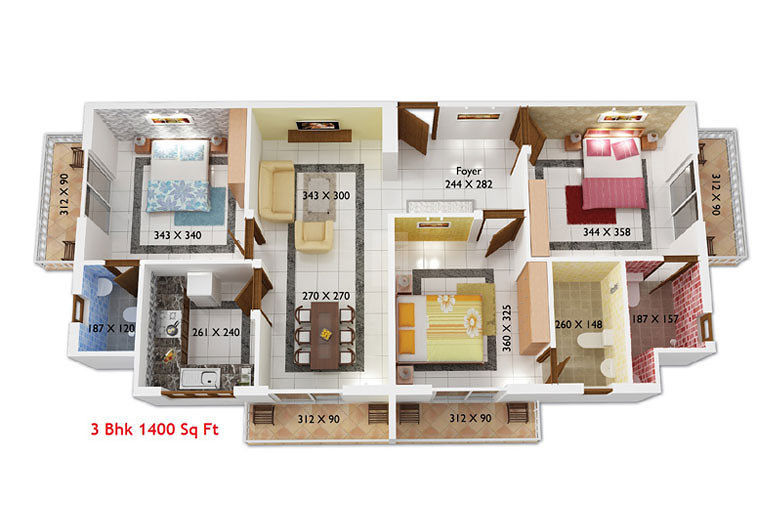 Foyer
244 X 282
312 X 90
343 X 340
343 X 300
344 X 358
312 X 90
187 X 120
261 X 240
270 X 270
360 X 325
260 X 148
187 X 157
312 X 90
312 X 90
3 Bhk 1400 Sq Ft